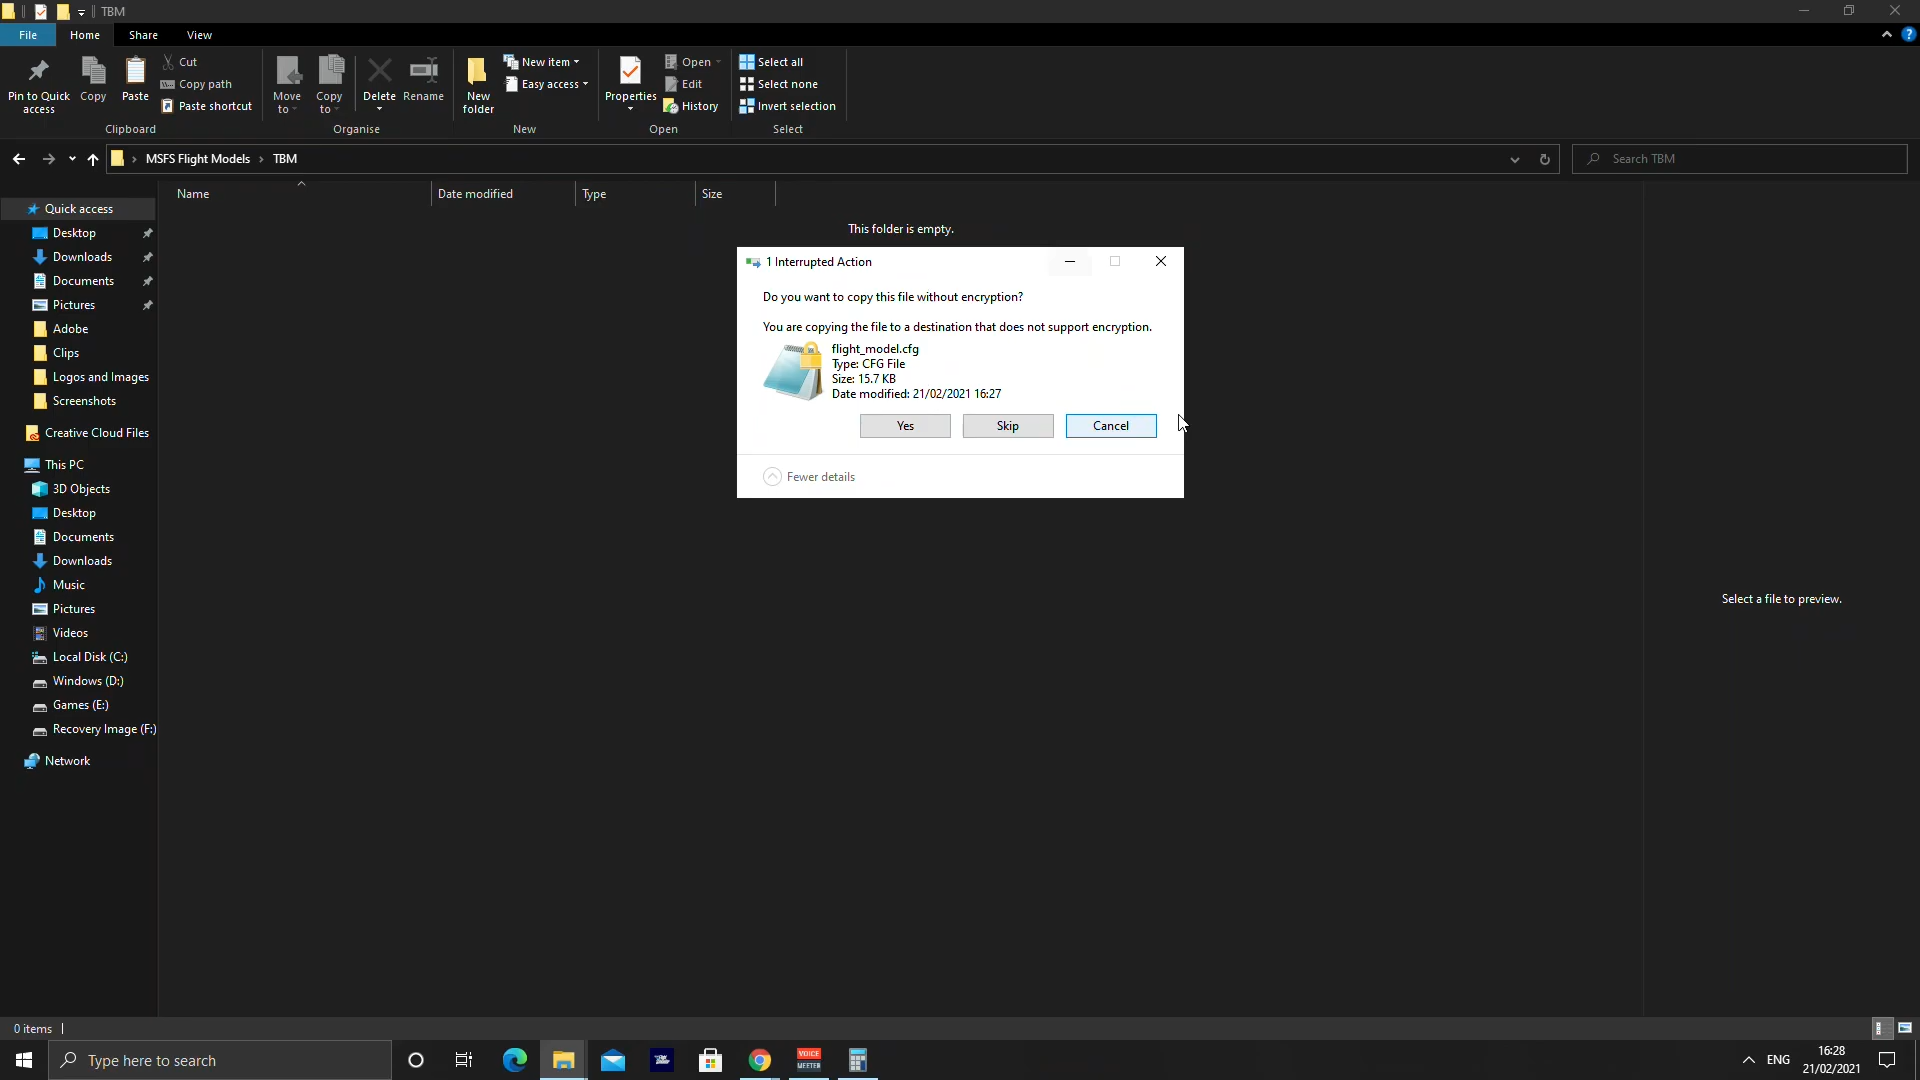 TBM
File
Home
Share
View
Pin to Quick
access
Copy
Paste
Cut
Copy path
Paste shortcut
Clipboard
Move
to
Copy
to
Delete
Rename
Organise
New
folder
New item
Easy access
New
Properties
Open
Edit
History
Open
Select all
Select none
Invert selection
Select
MSFS Flight Models
TBM
Search TBM
Name
Date modified
Type
Size
This folder is empty.
Quick access
Desktop
Downloads
Documents
Pictures
Adobe
Clips
Logos and Images
Screenshots
Creative Cloud Files
This PC
3D Objects
Desktop
Documents
Downloads
Music
Pictures
Videos
Local Disk (C:)
Windows (D:)
Games (E:)
Recovery Image (F:)
Network
1 Interrupted Action
Do you want to copy this file without encryption?
You are copying the file to a destination that does not support encryption.
flight_model.cfg
Type: CFG File
Size: 15.7 KB
Date modified: 21/02/2021 16:27
Yes
Skip
Cancel
Fewer details
Select a file to preview.
0 items
Type here to search
VOICE
MEETER
ENG
16:28
21/02/2021